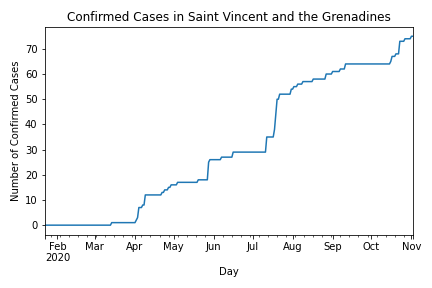 Confirmed Cases in Saint Vincent and the Grenadines
Number of Confirmed Cases
70
60
50
40
30
20
10
0
Feb Mar Apr May Jun Jul Aug Sep Oct Nov
2020
Day